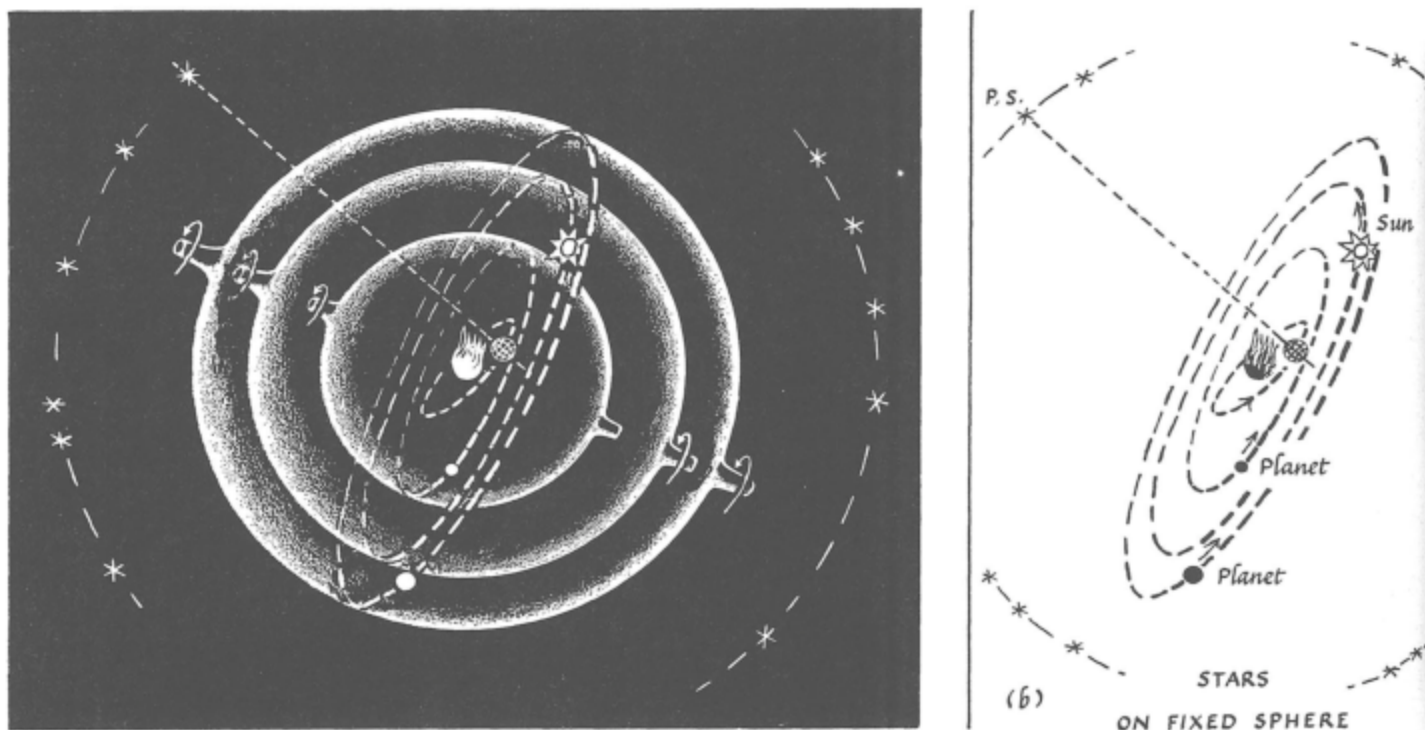 P.S.
Sun
Planet
Planet
(b)
STARS
ON FIXED SPHERE